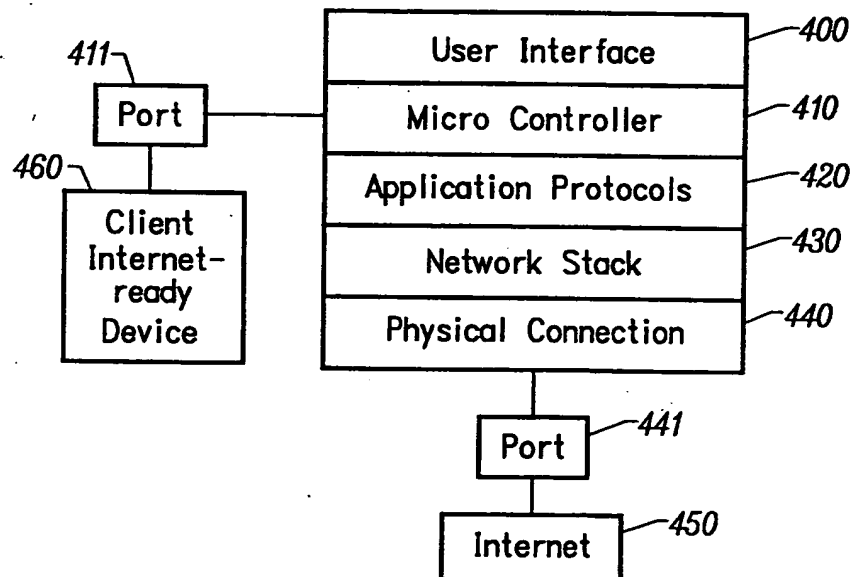 400
User Interface
411
Port
Micro Controller
410
460
Application Protocols
420
Client
Internet-
ready
Device
Network Stack
430
Physical Connection
440
Port
441
Internet
450